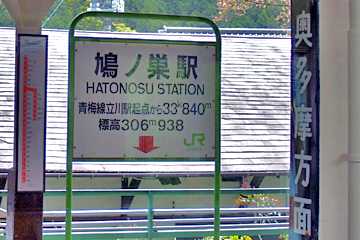 鳩ノ巣駅
HATONOSU STATION
青梅線立川駅起点から33k840m
標高306m938
JR
奥多摩方面